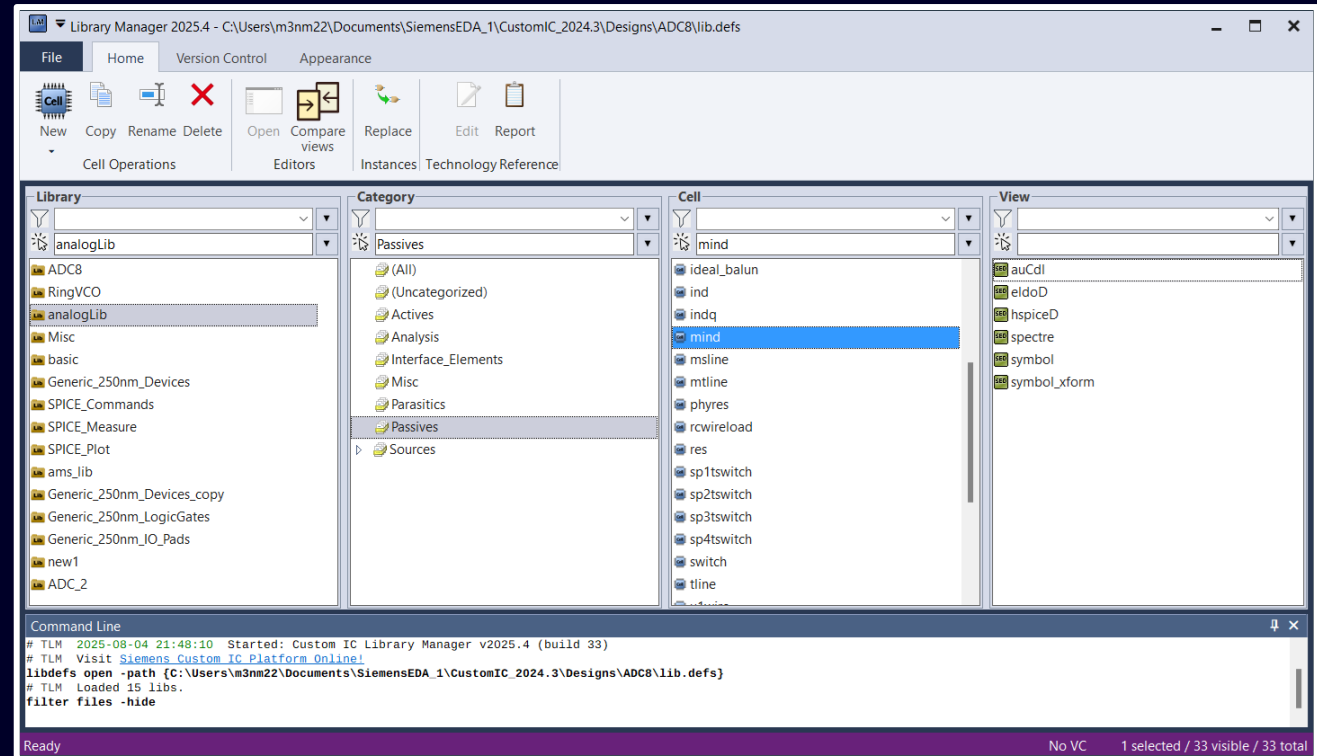 Library Manager 2025.4 - C:\Users\m3nm22\Documents\SiemensEDA_1\CustomIC_2024.3\Designs\ADC8\lib.defs
File Home Version Control Appearance
Cell
New Copy Rename Delete Open Compare views Replace Edit Report
Cell Operations Editors Instances Technology Reference
Library
analogLib
ADC8
RingVCO
analogLib
Misc
basic
Generic_250nm_Devices
SPICE_Commands
SPICE_Measure
SPICE_Plot
ams_lib
Generic_250nm_Devices_copy
Generic_250nm_LogicGates
Generic_250nm_IO_Pads
new1
ADC_2
Category
Passives
(All)
(Uncategorized)
Actives
Analysis
Interface_Elements
Misc
Parasitics
Passives
Sources
Cell
mind
ideal_balun
ind
indq
mind
msline
mtline
phyres
rcwireload
res
sp1tswitch
sp2tswitch
sp3tswitch
sp4tswitch
switch
tline
View
auCdl
eldoD
hspiceD
spectre
symbol
symbol_xform
Command Line
# TLM 2025-08-04 21:48:10 Started: Custom IC Library Manager v2025.4 (build 33)
# TLM Visit Siemens Custom IC Platform Online!
libdefs open -path {C:\Users\m3nm22\Documents\SiemensEDA_1\CustomIC_2024.3\Designs\ADC8\lib.defs}
# TLM Loaded 15 libs.
filter files -hide
Ready No VC 1 selected / 33 visible / 33 total